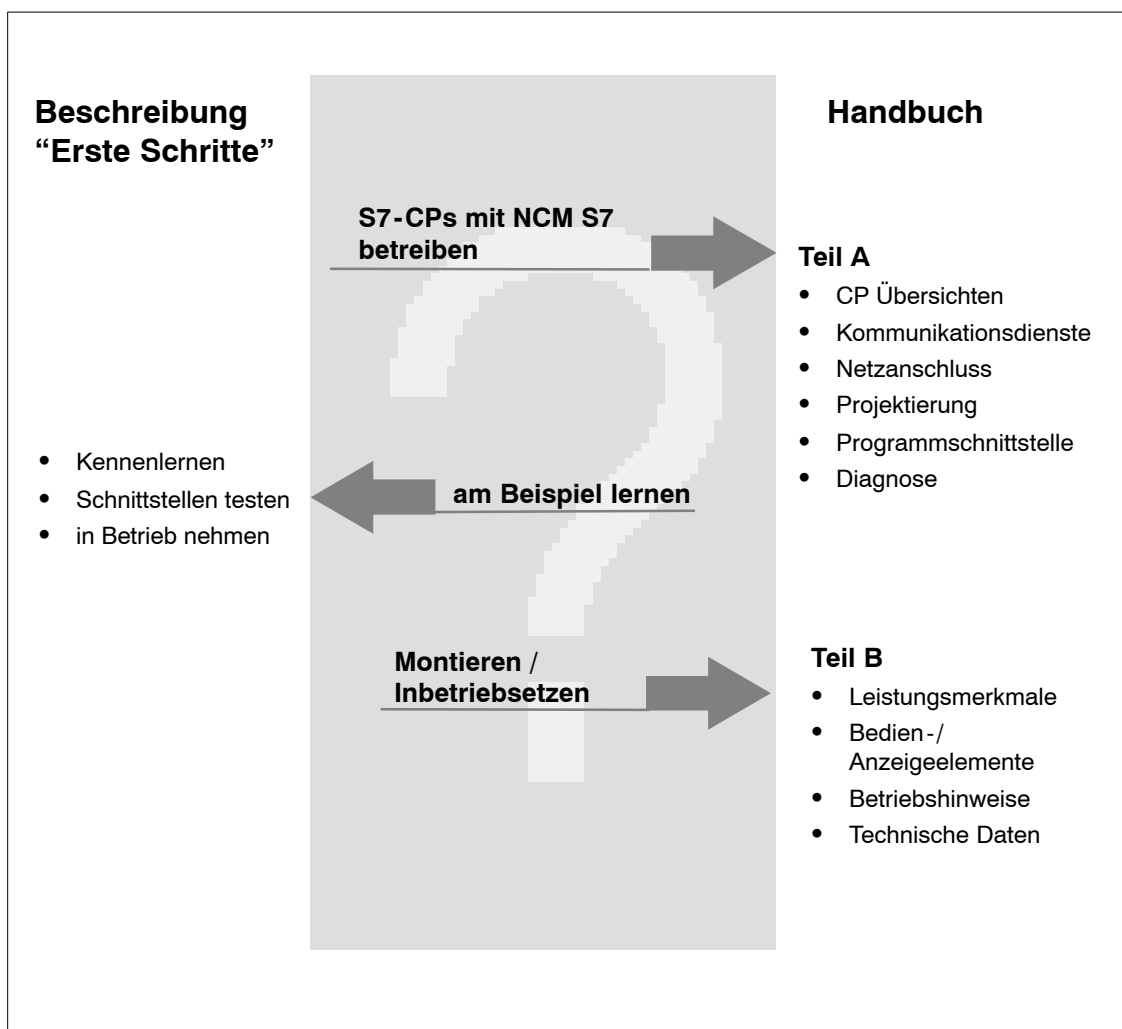 Beschreibung
“Erste Schritte”
Handbuch
S7-CPs mit NCM S7
betreiben
Teil A
• CP Übersichten
• Kommunikationsdienste
• Netzanschluss
• Projektierung
• Programmschnittstelle
• Diagnose
• Kennenlernen
• Schnittstellen testen
• in Betrieb nehmen
am Beispiel lernen
Montieren /
Inbetriebsetzen
Teil B
• Leistungsmerkmale
• Bedien-/
Anzeigeelemente
• Betriebshinweise
• Technische Daten
?